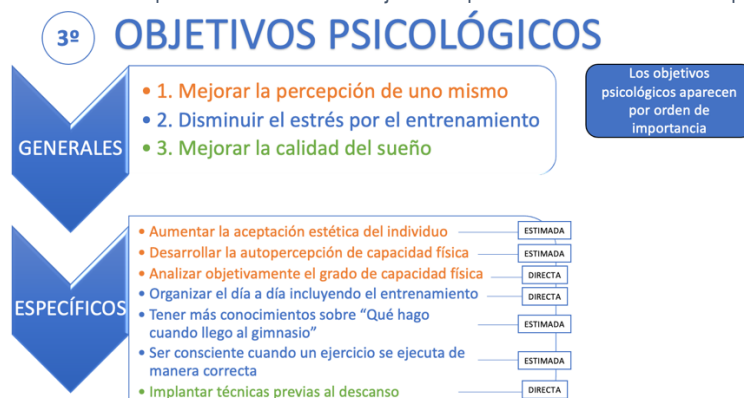 3º OBJETIVOS PSICOLÓGICOS
Los objetivos
psicológicos aparecen
por orden de
importancia
GENERALES
• 1. Mejorar la percepción de uno mismo
• 2. Disminuir el estrés por el entrenamiento
• 3. Mejorar la calidad del sueño
ESPECÍFICOS
• Aumentar la aceptación estética del individuo ESTIMADA
• Desarrollar la autopercepción de capacidad física ESTIMADA
• Analizar objetivamente el grado de capacidad física DIRECTA
• Organizar el día a día incluyendo el entrenamiento DIRECTA
• Tener más conocimientos sobre “Qué hago
cuando llego al gimnasio” ESTIMADA
• Ser consciente cuando un ejercicio se ejecuta de
manera correcta ESTIMADA
• Implantar técnicas previas al descanso DIRECTA